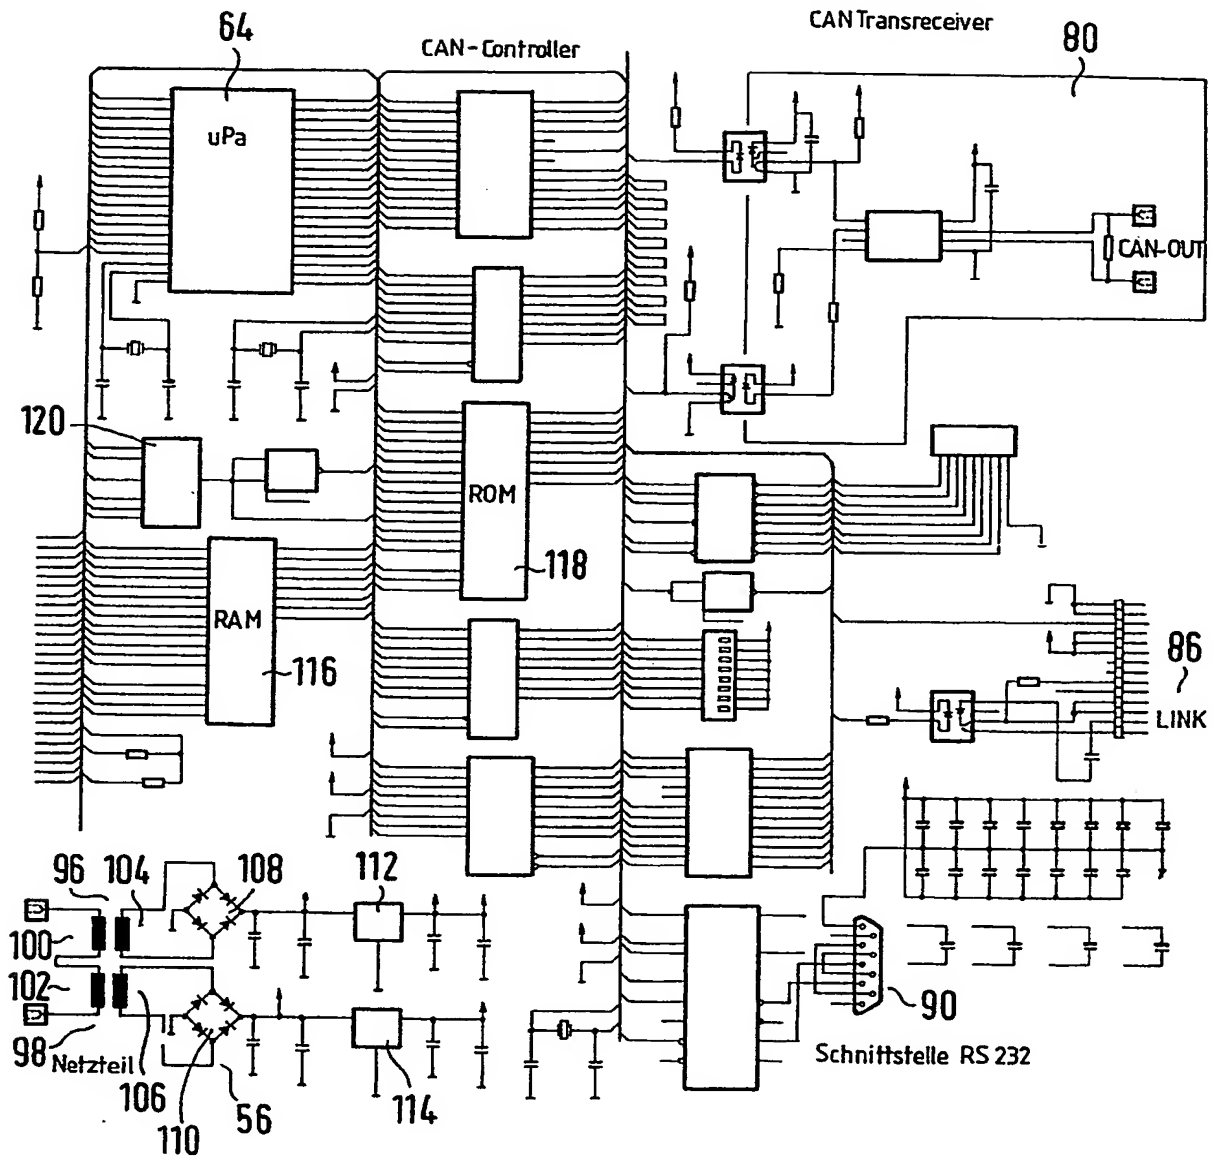 CAN Transreceiver
64
CAN-Controller
80
uPa
CAN-OUT
120
ROM
118
RAM
116
86
LINK
96
104
108
112
100
102
90
98
Netzteil
106
110
56
114
Schnittstelle RS 232